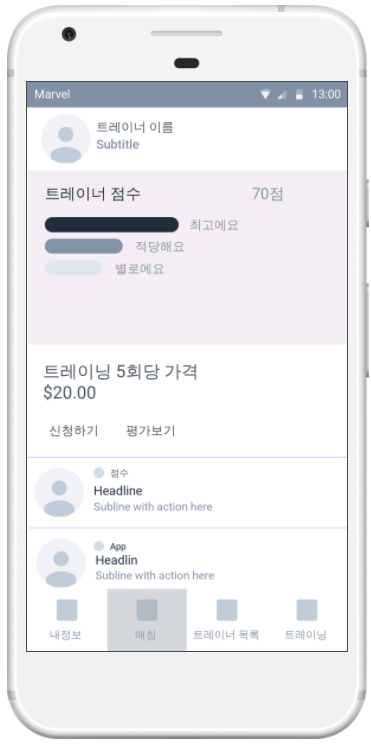 Marvel 13:00
트레이너 이름
Subtitle
트레이너 점수 70점
최고에요
적당해요
별로에요
트레이닝 5회당 가격
$20.00
신청하기 평가보기
점수
Headline
Subline with action here
App
Headlin
Subline with action here
내정보 매칭 트레이너 목록 트레이닝